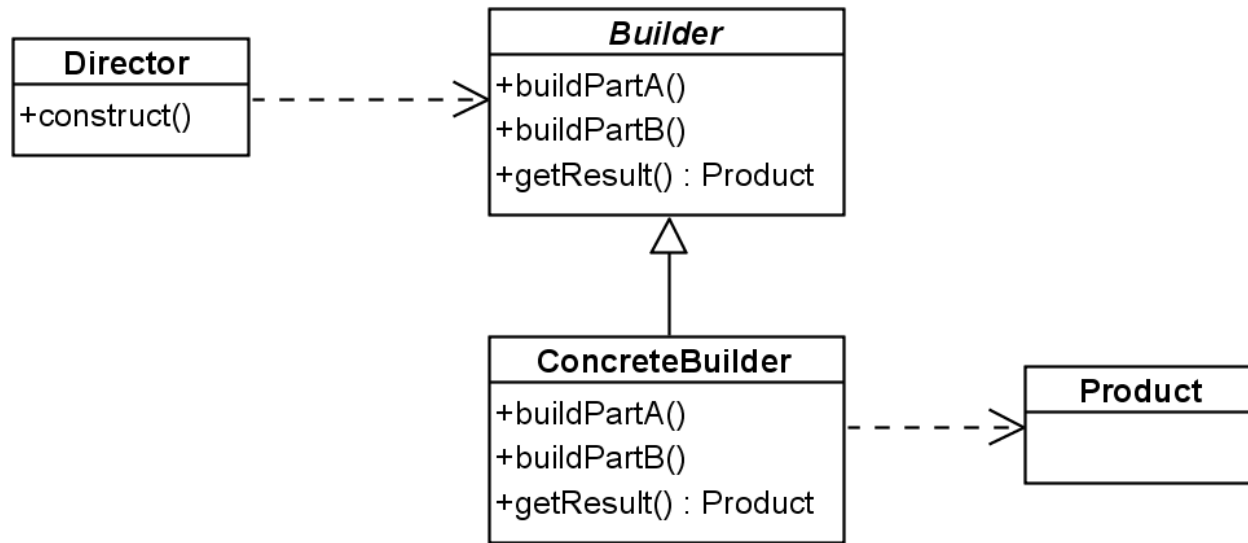 Director
+construct()
Builder
+buildPartA()
+buildPartB()
+getResult() : Product
ConcreteBuilder
+buildPartA()
+buildPartB()
+getResult() : Product
Product